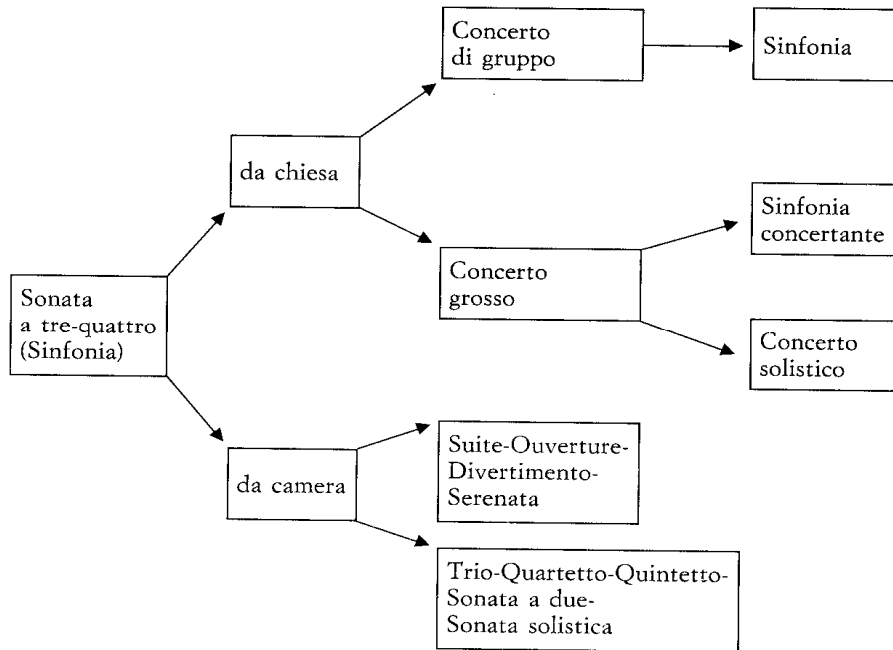 Concerto
di gruppo
Sinfonia
da chiesa
Sinfonia
concertante
Concerto
grosso
Sonata
a tre-quattro
(Sinfonia)
Concerto
solistico
Suite-Ouverture-
Divertimento-
Serenata
da camera
Trio-Quartetto-Quintetto-
Sonata a due-
Sonata solistica